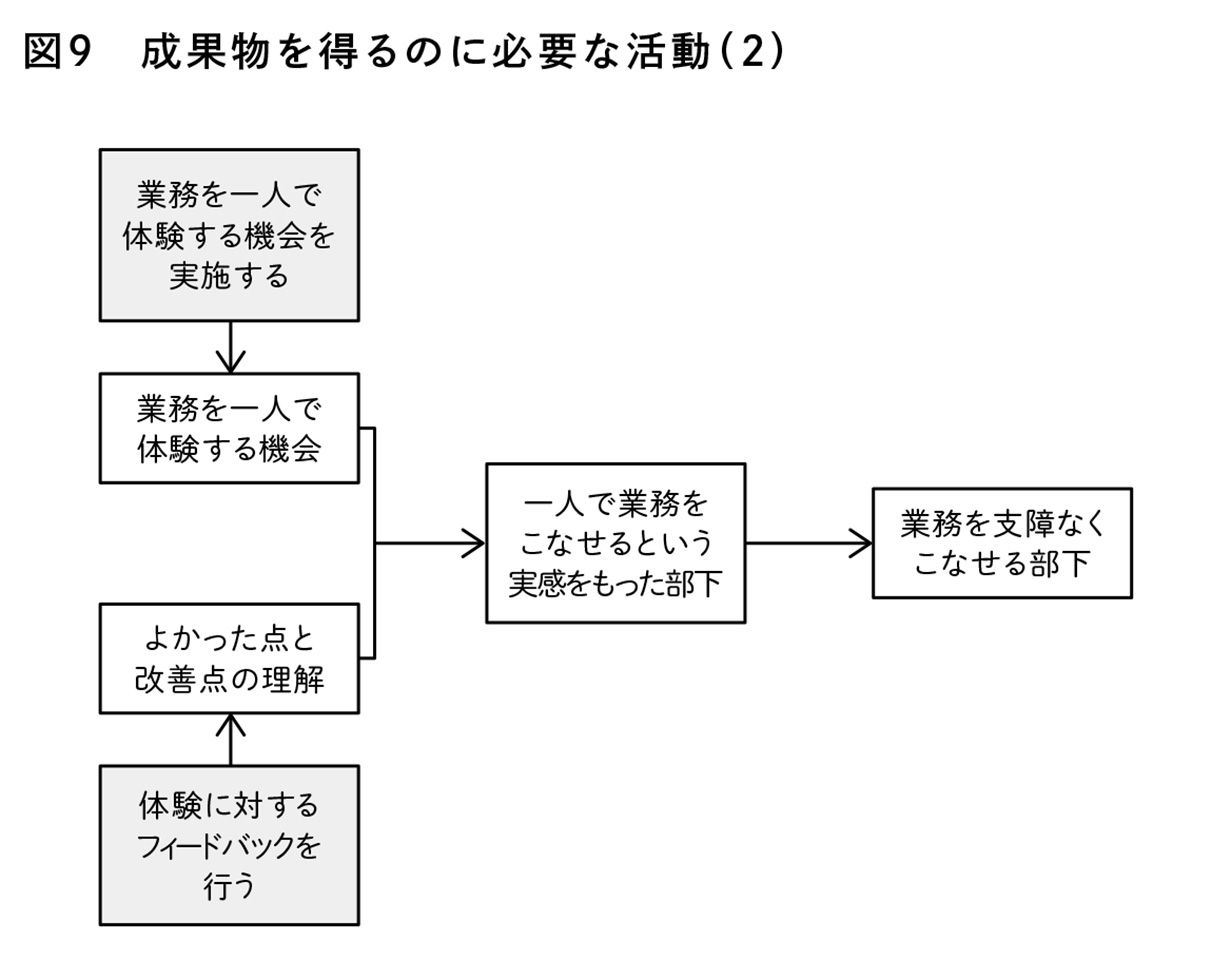 図9　成果物を得るのに必要な活動(2)
業務を一人で
体験する機会を
実施する
業務を一人で
体験する機会
一人で業務を
こなせるという
実感をもった部下
業務を支障なく
こなせる部下
よかった点と
改善点の理解
体験に対する
フィードバックを
行う